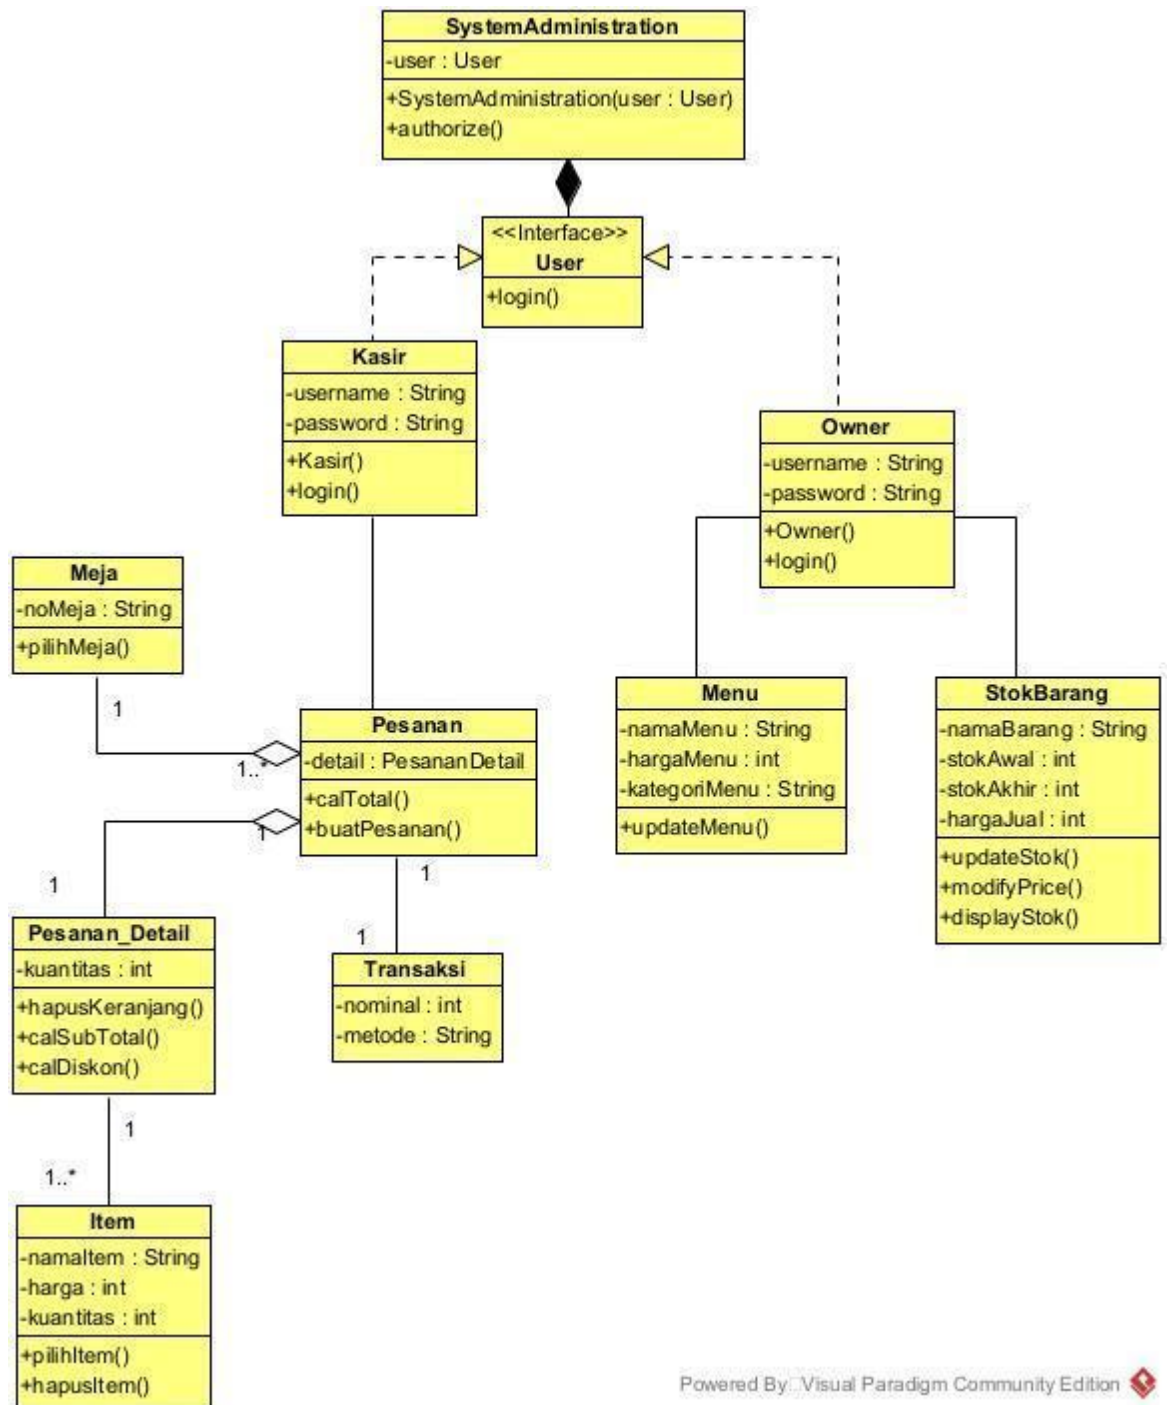 SystemAdministration
-user : User
+SystemAdministration(user : User)
+authorize()
<<Interface>>
User
+login()
Kasir
-username : String
-password : String
+Kasir()
+login()
Owner
-username : String
-password : String
+Owner()
+login()
Meja
-noMeja : String
+pilihMeja()
1
1..*
Pesanan
-detail : PesananDetail
+calTotal()
+buatPesanan()
1
1
1
1
Menu
-namaMenu : String
-hargaMenu : int
-kategoriMenu : String
+updateMenu()
StokBarang
-namaBarang : String
-stokAwal : int
-stokAkhir : int
-hargaJual : int
+updateStok()
+modifyPrice()
+displayStok()
Pesanan_Detail
-kuantitas : int
+hapusKeranjang()
+calSubTotal()
+calDiskon()
Transaksi
-nominal : int
-metode : String
1
1..*
Item
-namaItem : String
-harga : int
-kuantitas : int
+pilihItem()
+hapusItem()
Powered By Visual Paradigm Community Edition